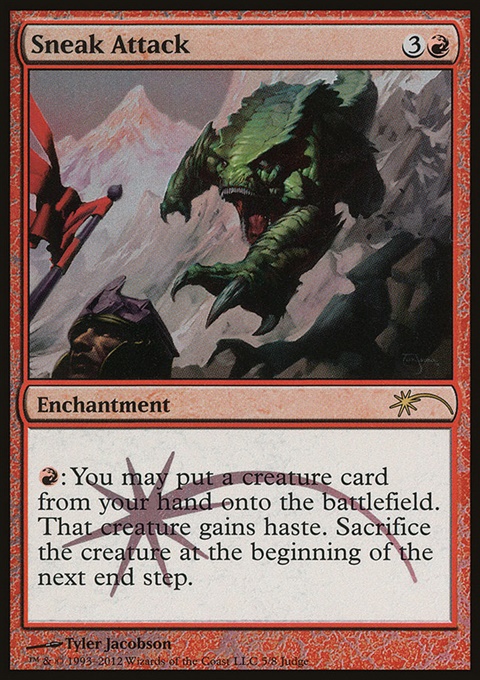 Sneak Attack 3
Enchantment
: You may put a creature card
from your hand onto the battlefield.
That creature gains haste. Sacrifice
the creature at the beginning of the
next end step.
Tyler Jacobson
™ & © 1993–2012 Wizards of the Coast LLC 5/8 Judge